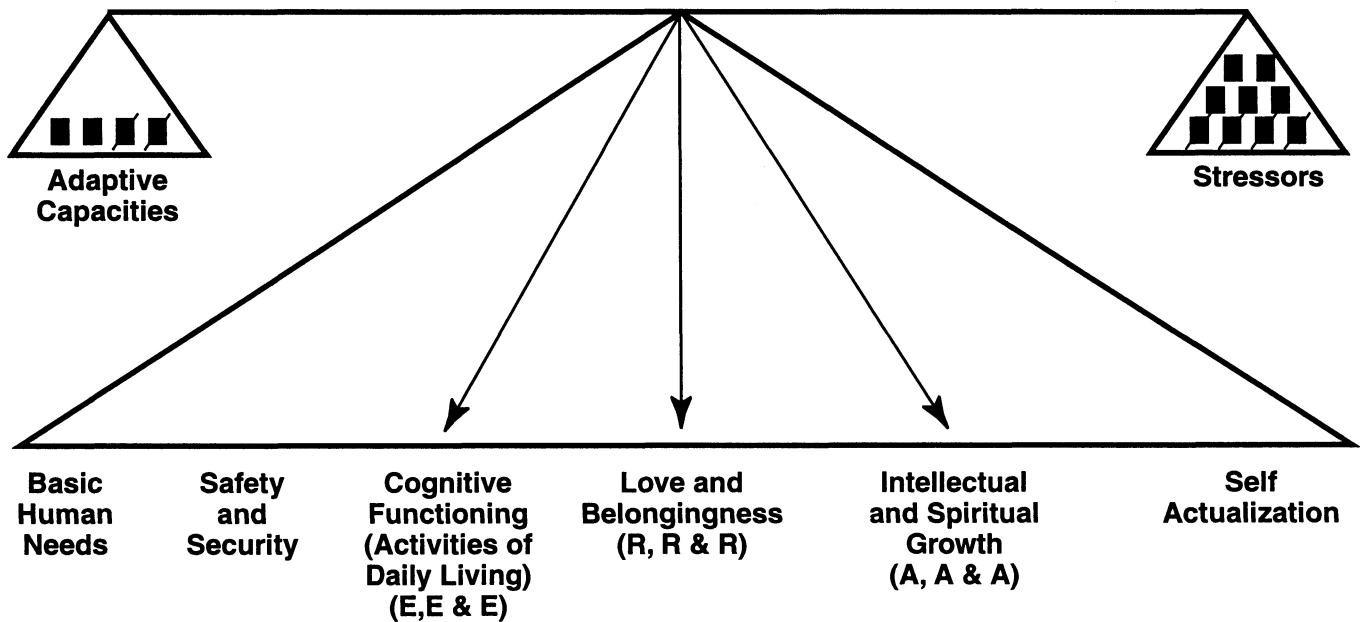 Adaptive
Capacities
Stressors
Basic
Human
Needs
Safety
and
Security
Cognitive
Functioning
(Activities of
Daily Living)
(E,E & E)
Love and
Belongingness
(R, R & R)
Intellectual
and Spiritual
Growth
(A, A & A)
Self
Actualization